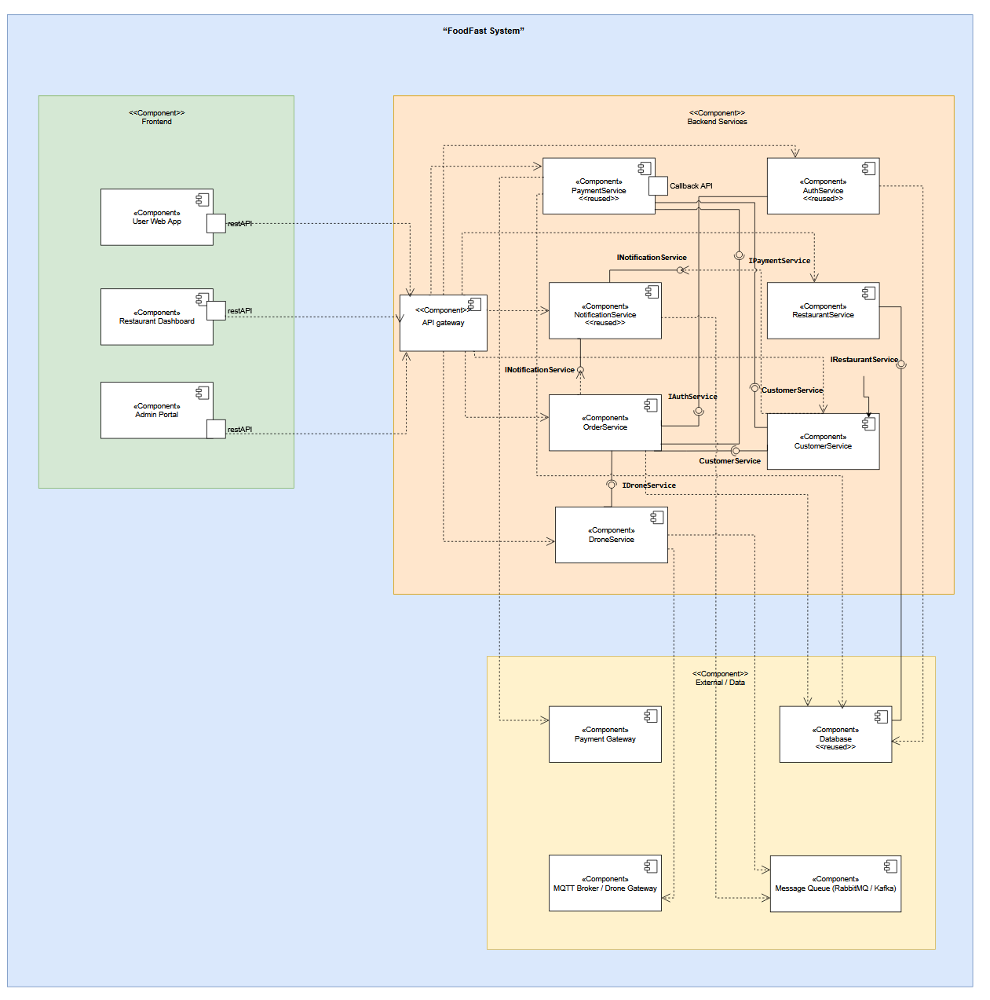 “FoodFast System”
<<Component>>
Frontend
«Component»
User Web App
restAPI
«Component»
Restaurant Dashboard
restAPI
«Component»
Admin Portal
restAPI
<<Component>>
API gateway
<<Component>>
Backend Services
«Component»
PaymentService
<<reused>>
Callback API
«Component»
AuthService
<<reused>>
INotificationService
IPaymentService
«Component»
NotificationService
<<reused>>
«Component»
RestaurantService
INotificationService
IRestaurantService
IAuthService
CustomerService
«Component»
OrderService
«Component»
CustomerService
CustomerService
IDroneService
«Component»
DroneService
<<Component>>
External / Data
«Component»
Payment Gateway
«Component»
Database
<<reused>>
«Component»
MQTT Broker / Drone Gateway
«Component»
Message Queue (RabbitMQ / Kafka)